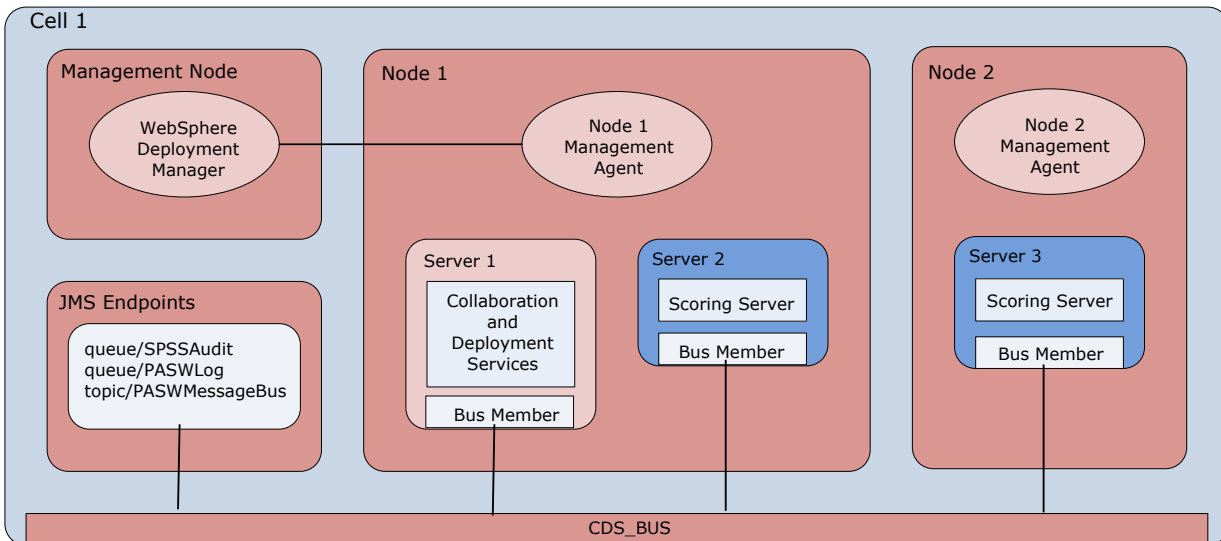 Cell 1
Management Node
WebSphere
Deployment
Manager
Node 1
Node 1
Management
Agent
Node 2
Node 2
Management
Agent
Server 1
Collaboration
and
Deployment
Services
Bus Member
Server 2
Scoring Server
Bus Member
Server 3
Scoring Server
Bus Member
JMS Endpoints
queue/SPSSAudit
queue/PASWLog
topic/PASWMessageBus
CDS_BUS